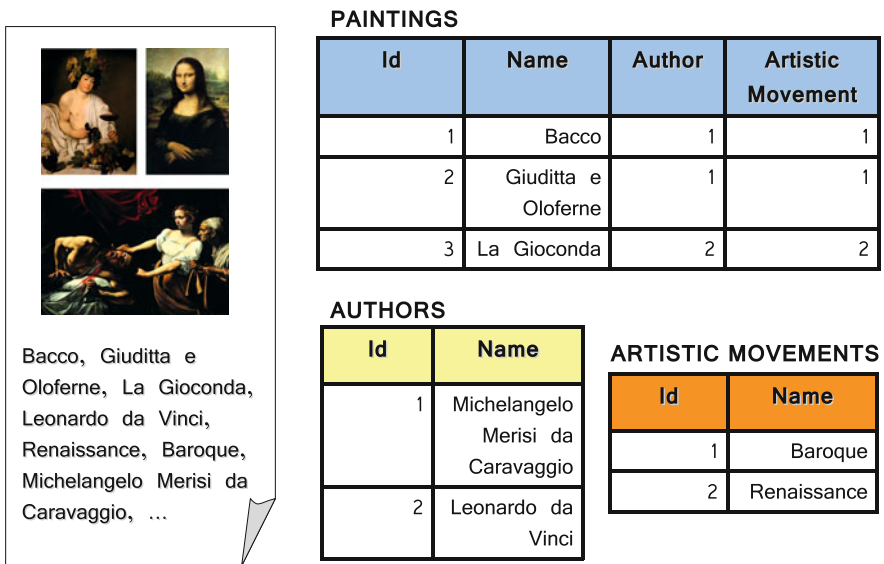 Bacco, Giuditta e
Oloferne, La Gioconda,
Leonardo da Vinci,
Renaissance, Baroque,
Michelangelo Merisi da
Caravaggio, ...
PAINTINGS
Id Name Author Artistic
Movement
1 Bacco 1 1
2 Giuditta e 1 1
Oloferne
3 La Gioconda 2 2
AUTHORS
Id Name
1 Michelangelo
Merisi da
Caravaggio
2 Leonardo da
Vinci
ARTISTIC MOVEMENTS
Id Name
1 Baroque
2 Renaissance